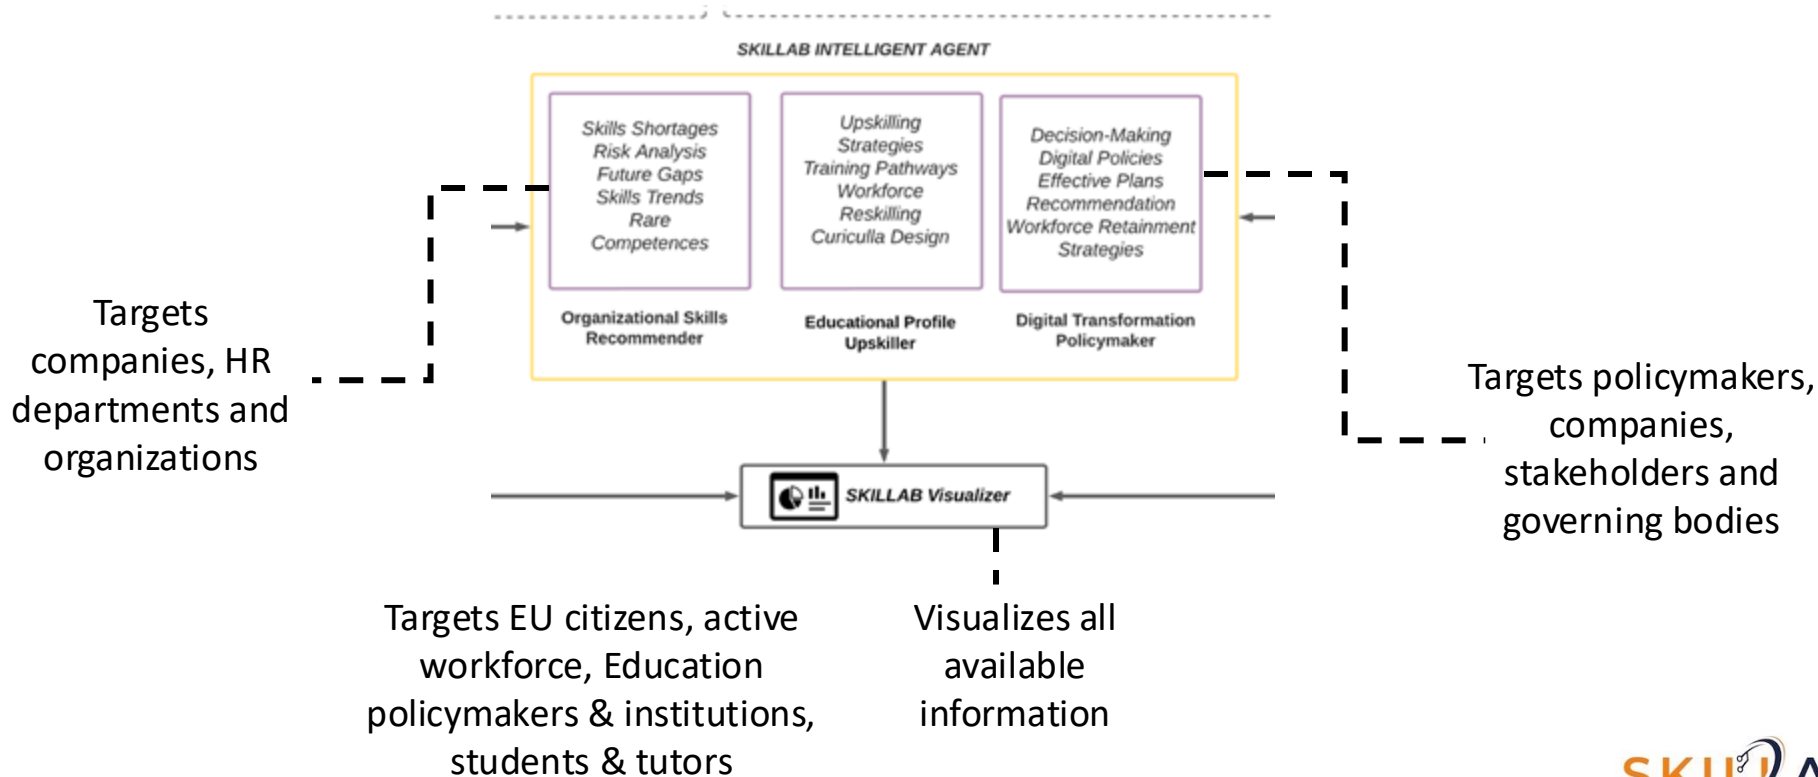 SKILLAB INTELLIGENT AGENT
Skills Shortages
Risk Analysis
Future Gaps
Skills Trends
Rare
Competences
Organizational Skills
Recommender
Upskilling
Strategies
Training Pathways
Workforce
Reskilling
Curiculla Design
Educational Profile
Upskiller
Decision-Making
Digital Policies
Effective Plans
Recommendation
Workforce Retainment
Strategies
Digital Transformation
Policymaker
Targets
companies, HR
departments and
organizations
Targets policymakers,
companies,
stakeholders and
governing bodies
SKILLAB Visualizer
Targets EU citizens, active
workforce, Education
policymakers & institutions,
students & tutors
Visualizes all
available
information